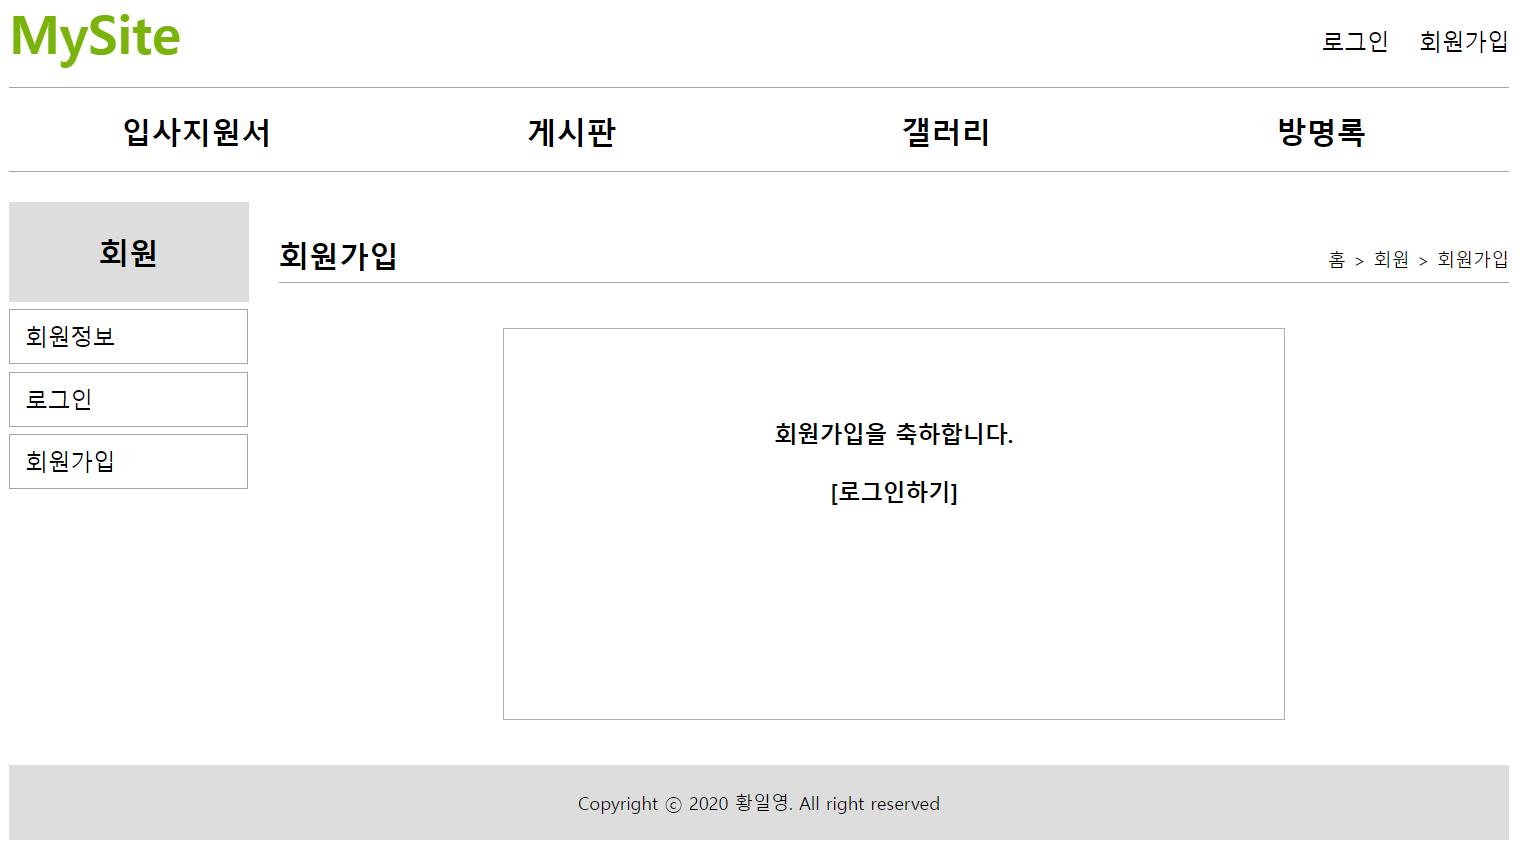 MySite
로그인 회원가입
입사지원서 게시판 갤러리 방명록
회원
회원정보
로그인
회원가입
회원가입
홈 > 회원 > 회원가입
회원가입을 축하합니다.
[로그인하기]
Copyright ⓒ 2020 황일영. All right reserved